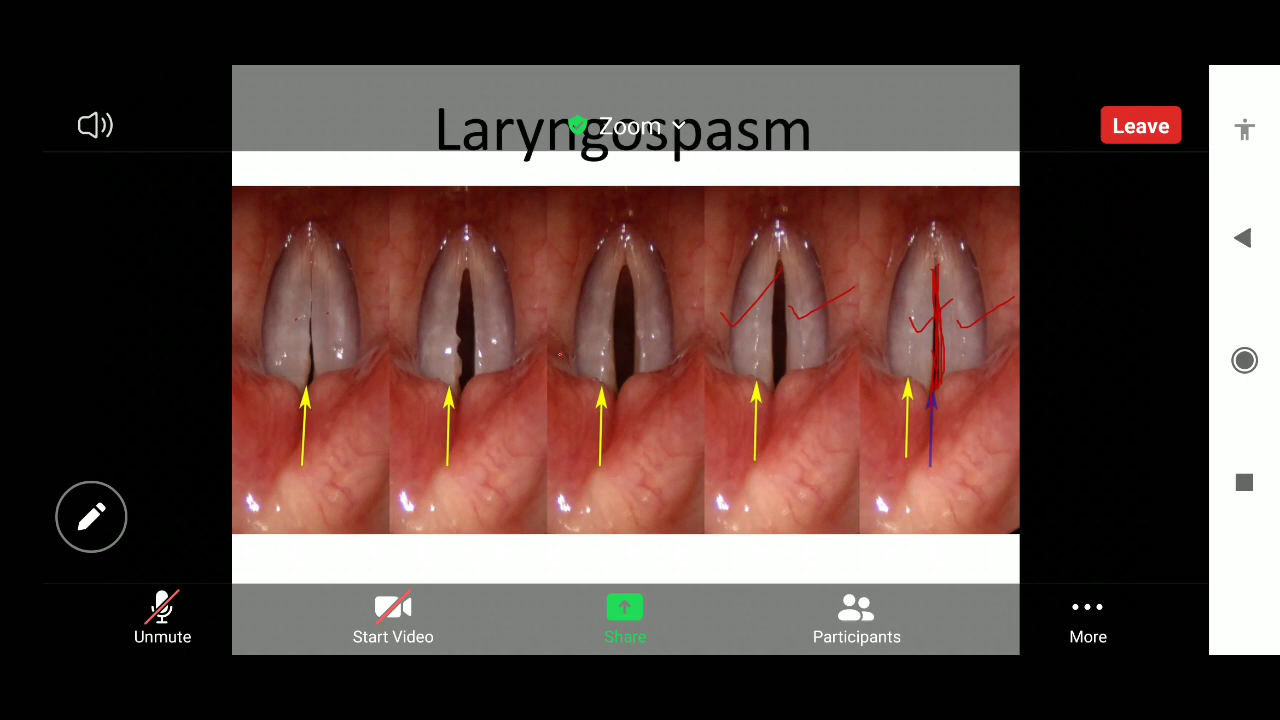 Laryngospasm
Zoom
Leave
Unmute
Start Video
Share
Participants
More